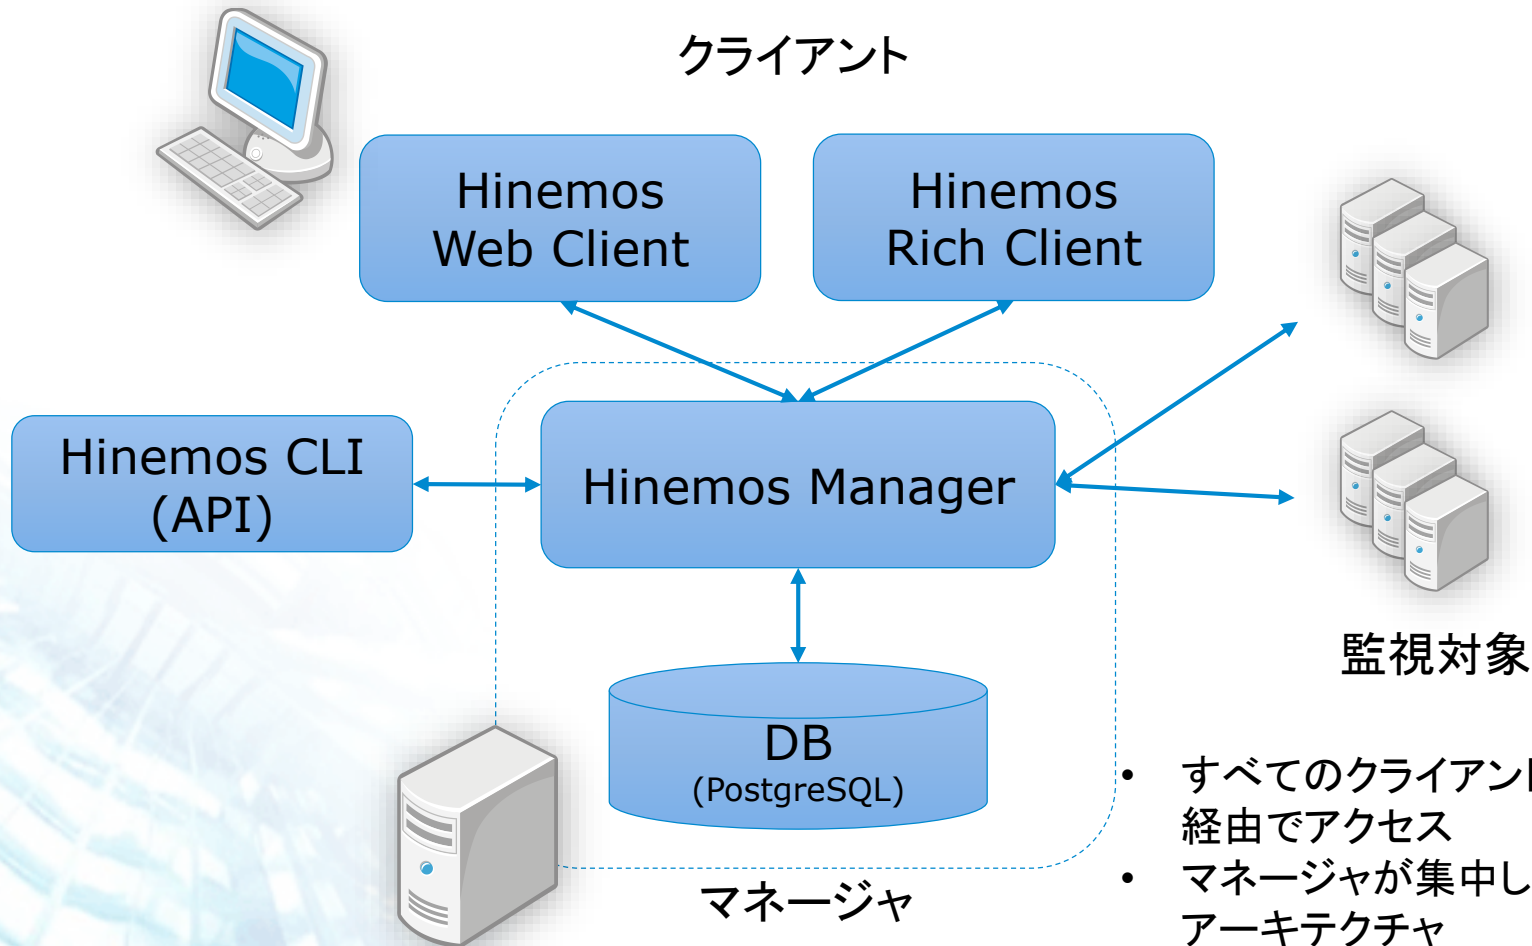 クライアント
Hinemos
Web Client
Hinemos
Rich Client
Hinemos CLI
(API)
Hinemos Manager
監視対象
DB
(PostgreSQL)
マネージャ
• すべてのクライアント
経由でアクセス
• マネージャが集中し
アーキテクチャ